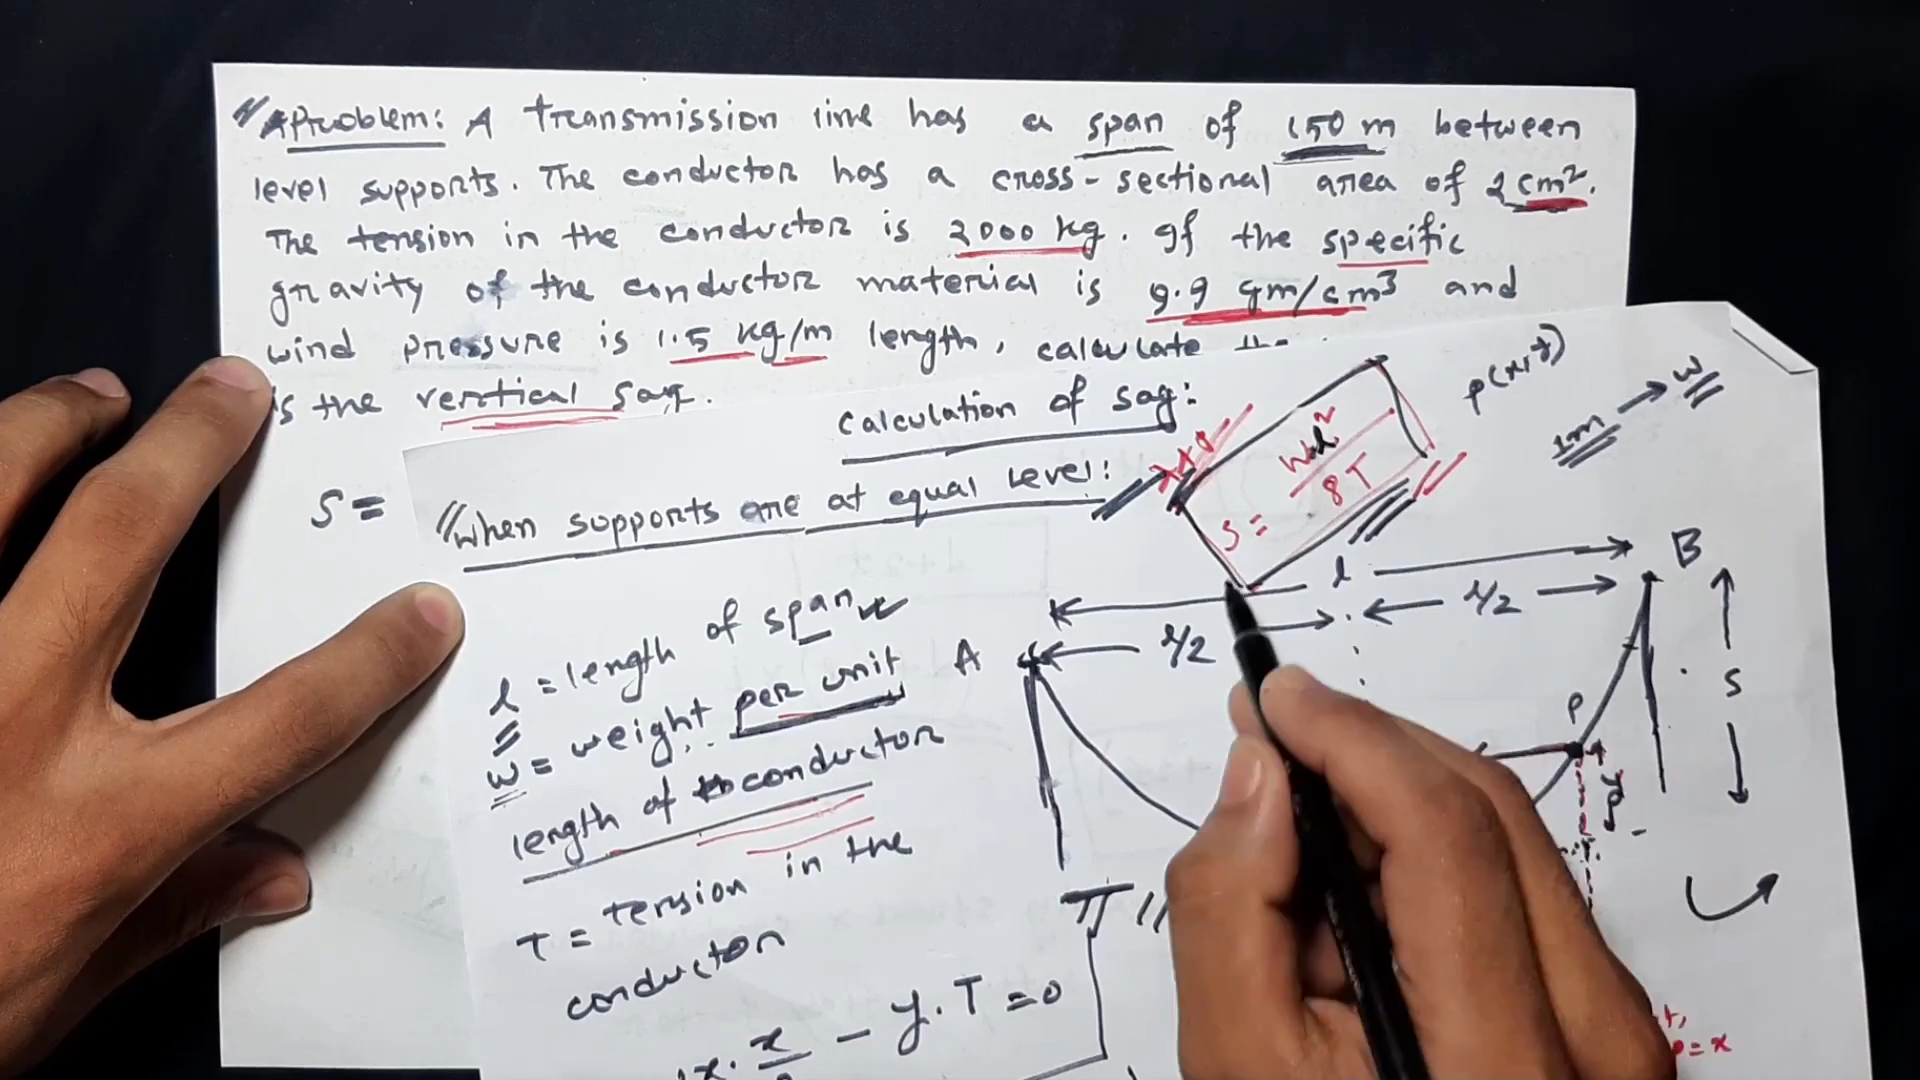 Problem: A transmission line has a span of 150 m between
level supports. The conductor has a cross-sectional area of 2 cm².
The tension in the conductor is 2000 kg. If the specific
gravity of the conductor material is 9.9 gm/cm³ and
wind pressure is 1.5 kg/m length, calculate the
is the vertical sag.
S =
Calculation of sag:
When supports are at equal level:
S = wl²/8T
P(x,y)
1m → w
l = length of span
w = weight per unit
length of conductor
T = tension in the
conductor
l
l/2
l/2
A
B
S
P
x/2 - y.T = 0
= x